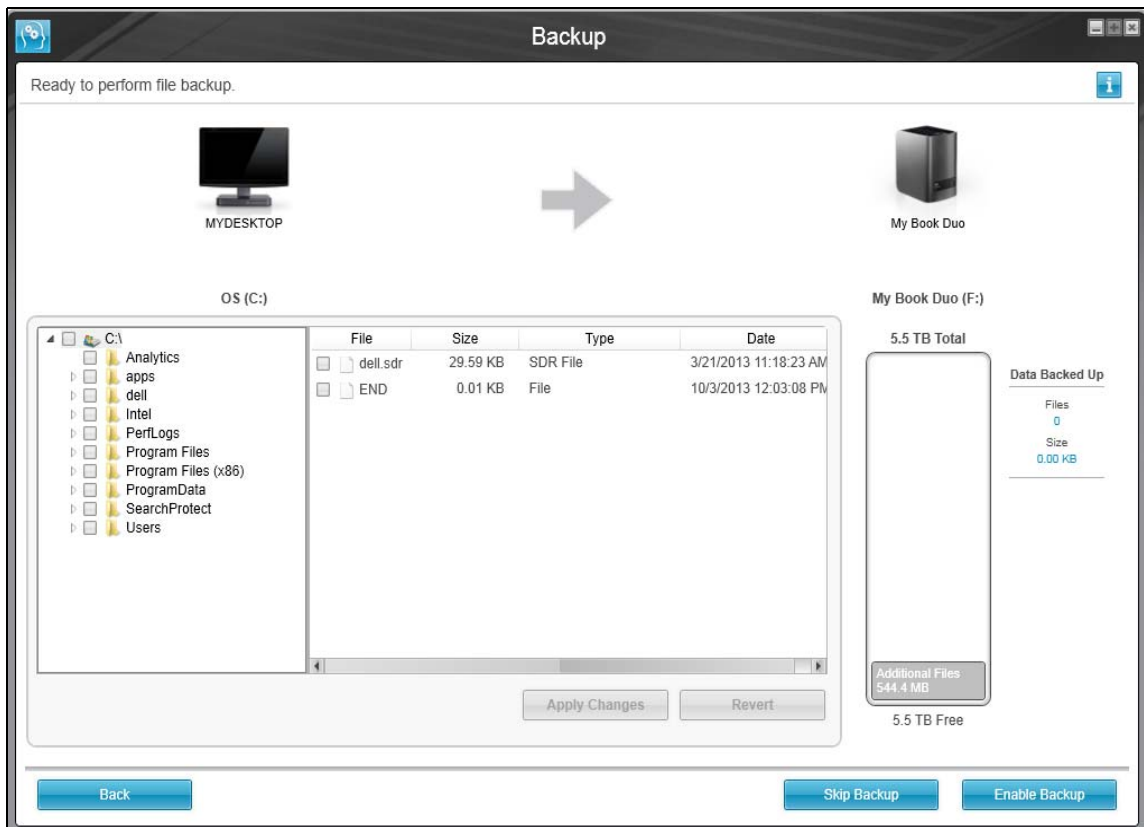 Backup
Ready to perform file backup.
i
MYDESKTOP
My Book Duo
OS (C:)
My Book Duo (F:)
C:\
Analytics
apps
dell
Intel
PerfLogs
Program Files
Program Files (x86)
ProgramData
SearchProtect
Users
File Size Type Date
dell.sdr 29.59 KB SDR File 3/21/2013 11:18:23 AM
END 0.01 KB File 10/3/2013 12:03:08 PM
Apply Changes Revert
5.5 TB Total
Additional Files
544.4 MB
5.5 TB Free
Data Backed Up
Files
0
Size
0.00 KB
Back Skip Backup Enable Backup